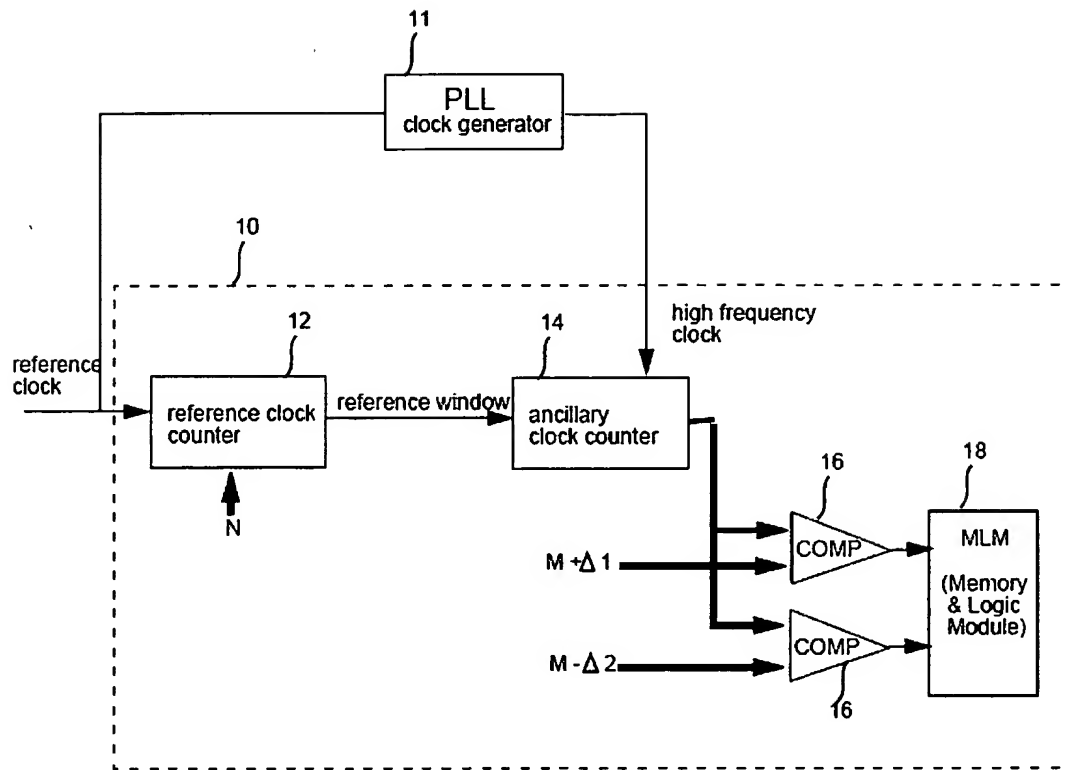 11
PLL
clock generator
10
high frequency
clock
12
14
reference
clock
reference clock
counter
reference window
ancillary
clock counter
N
16
18
COMP
MLM
(Memory
& Logic
Module)
M +Δ 1
COMP
M -Δ 2
16